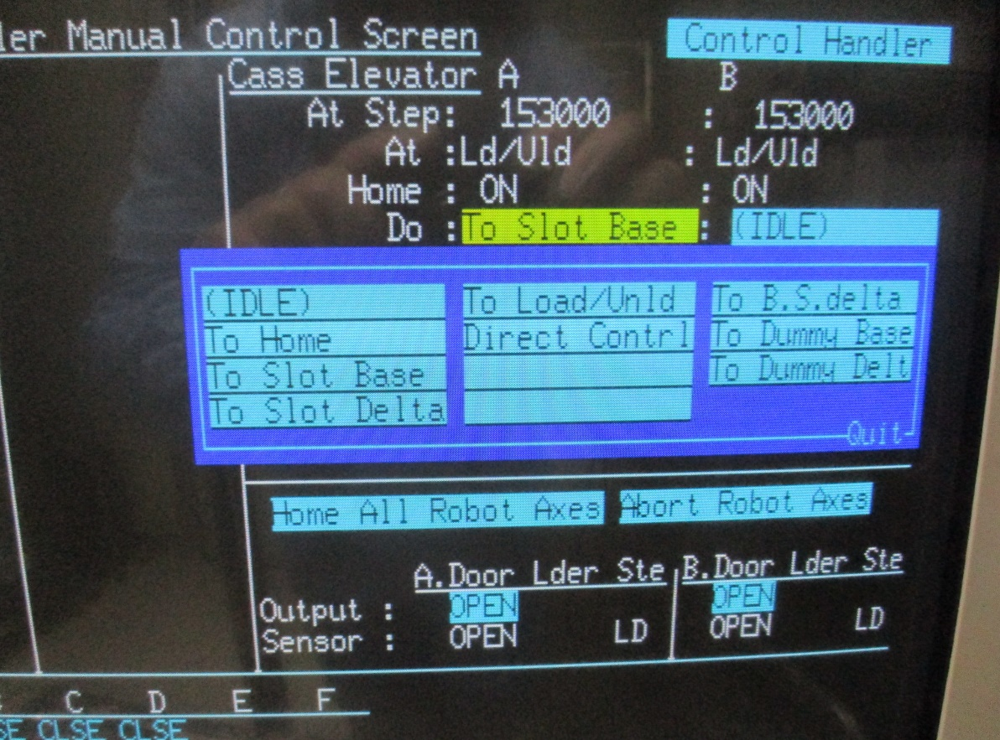 ler Manual Control Screen Control Handler
Cass Elevator A B
At Step: 153000 : 153000
At :Ld/Uld : Ld/Uld
Home : ON : ON
Do :To Slot Base : (IDLE)
(IDLE) To Load/Unld To B.S.delta
To Home Direct Contrl To Dummy Base
To Slot Base To Dummy Delt
To Slot Delta
Quit
Home All Robot Axes Abort Robot Axes
A.Door Lder Ste B.Door Lder Ste
Output : OPEN OPEN
Sensor : OPEN LD OPEN LD
C D E F
SE CLSE CLSE